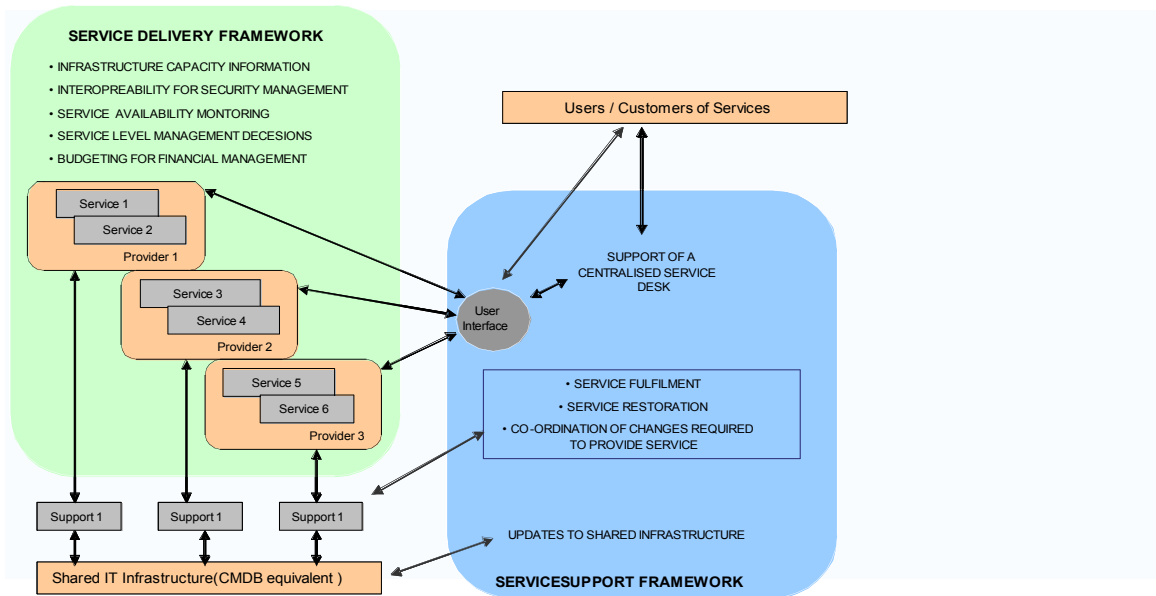 SERVICE DELIVERY FRAMEWORK
• INFRASTRUCTURE CAPACITY INFORMATION
• INTEROPREABILITY FOR SECURITY MANAGEMENT
• SERVICE AVAILABILITY MONTORING
• SERVICE LEVEL MANAGEMENT DECESIONS
• BUDGETING FOR FINANCIAL MANAGEMENT
Users / Customers of Services
Service 1
Service 2
Provider 1
Service 3
Service 4
Provider 2
Service 5
Service 6
Provider 3
User
Interface
SUPPORT OF A
CENTRALISED SERVICE
DESK
• SERVICE FULFILMENT
• SERVICE RESTORATION
• CO-ORDINATION OF CHANGES REQUIRED
TO PROVIDE SERVICE
Support 1
Support 1
Support 1
UPDATES TO SHARED INFRASTRUCTURE
Shared IT Infrastructure(CMDB equivalent )
SERVICESUPPORT FRAMEWORK